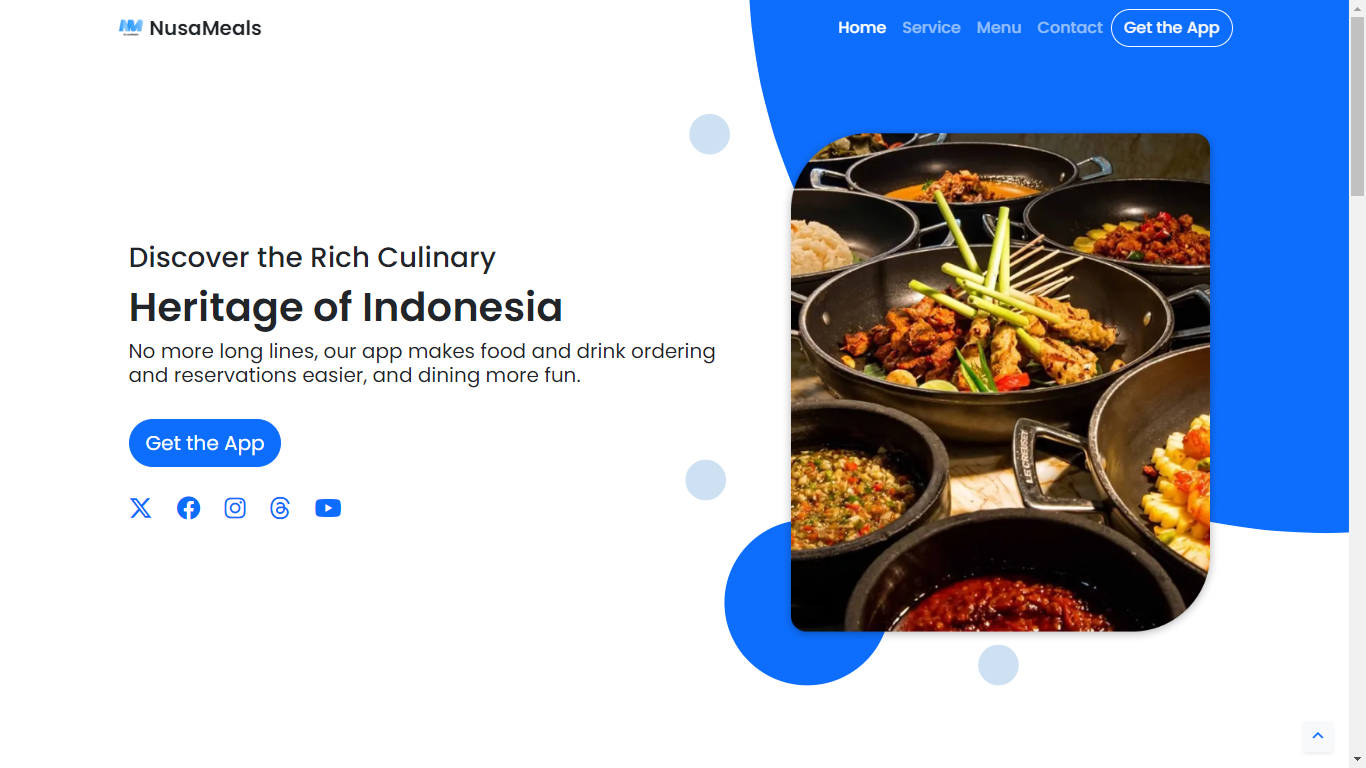 NusaMeals
Home Service Menu Contact Get the App
Discover the Rich Culinary
Heritage of Indonesia
No more long lines, our app makes food and drink ordering
and reservations easier, and dining more fun.
Get the App
LE CREUSET